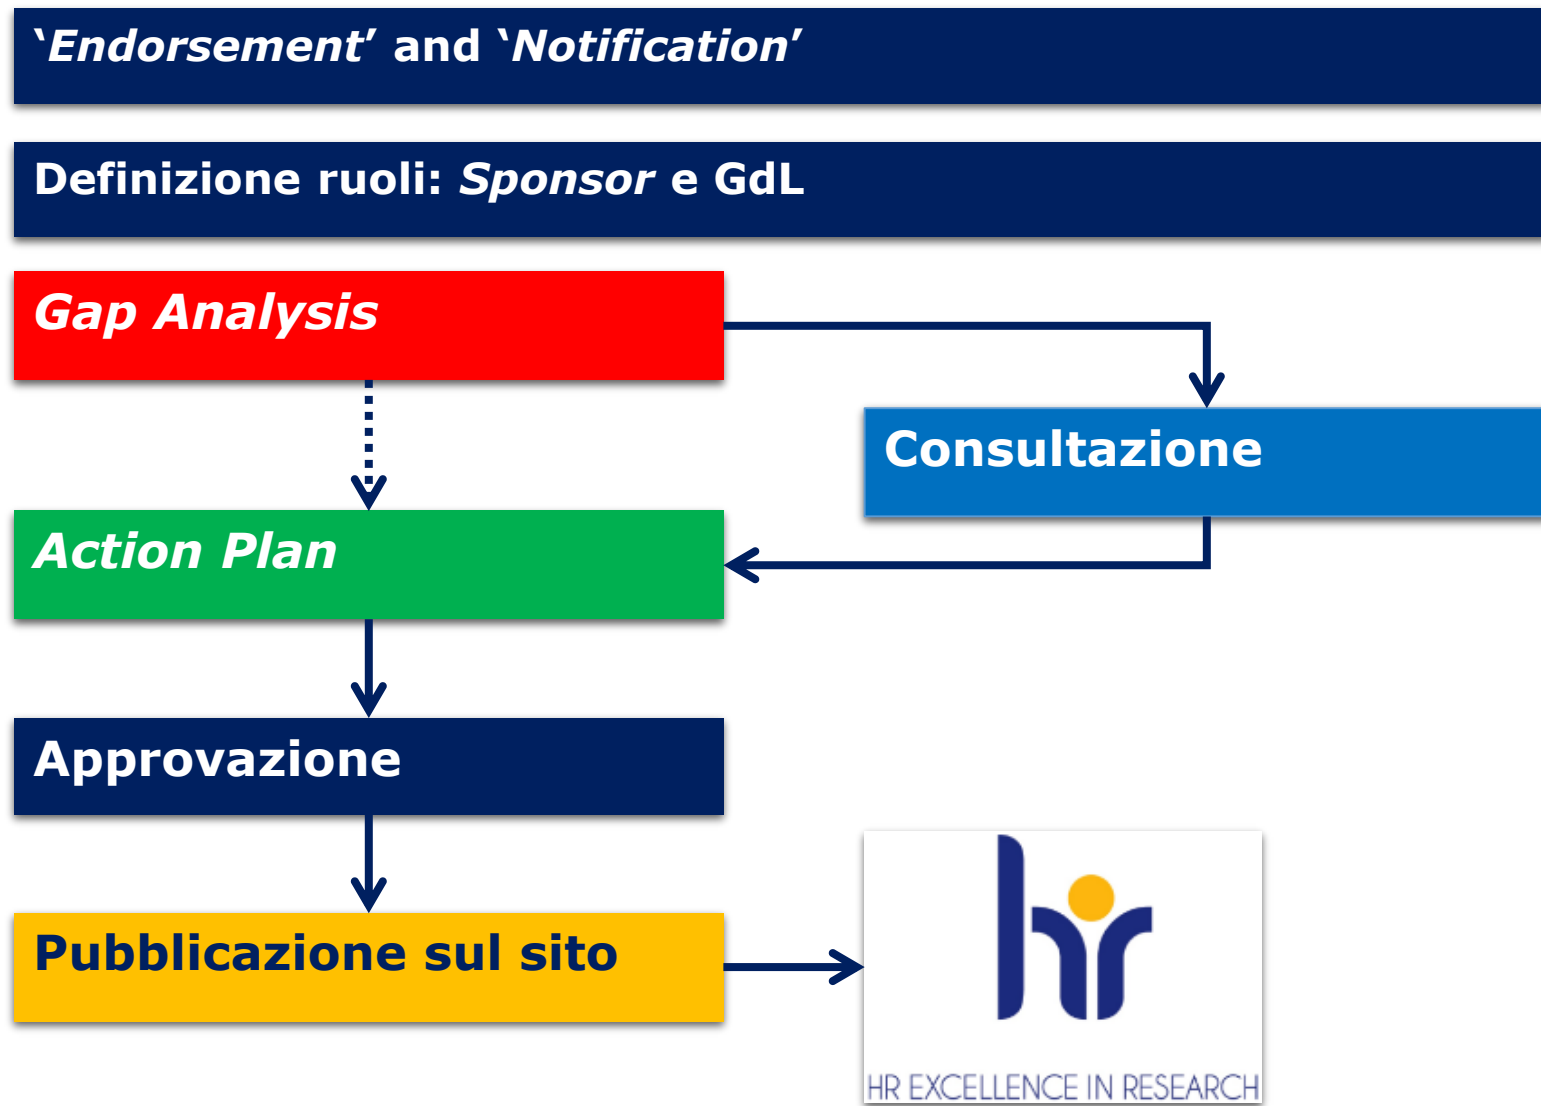 ‘Endorsement’ and ‘Notification’
Definizione ruoli: Sponsor e GdL
Gap Analysis
Consultazione
Action Plan
Approvazione
Pubblicazione sul sito
hr
HR EXCELLENCE IN RESEARCH